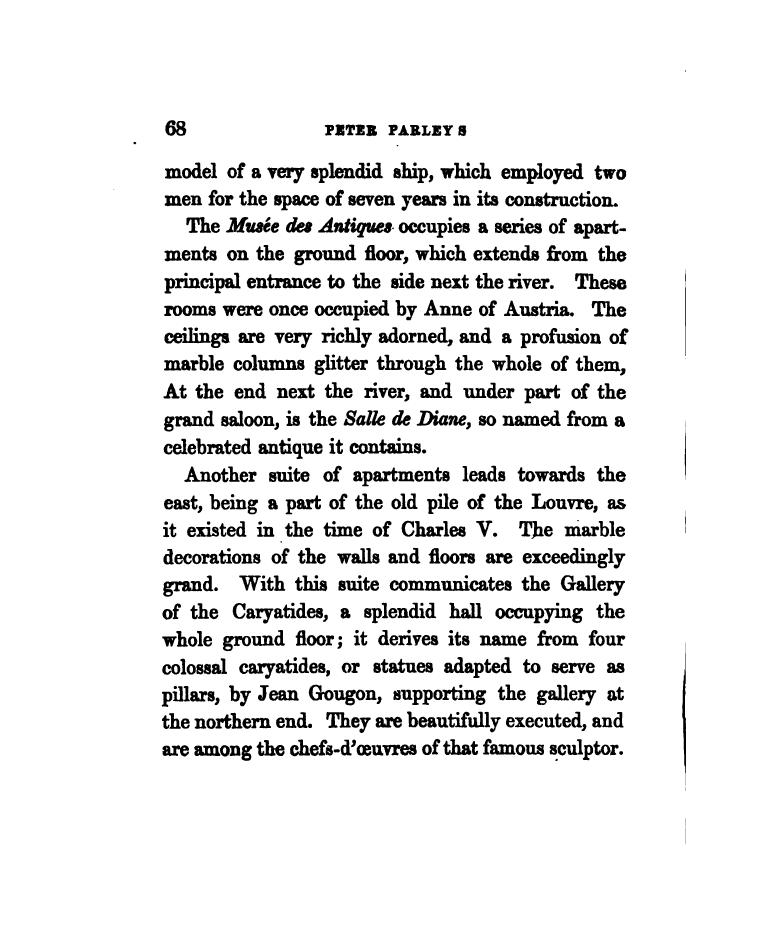 68 PETER PARLEY S
model of a very splendid ship, which employed two
men for the space of seven years in its construction.
The Musée des Antiques occupies a series of apart-
ments on the ground floor, which extends from the
principal entrance to the side next the river. These
rooms were once occupied by Anne of Austria. The
ceilings are very richly adorned, and a profusion of
marble columns glitter through the whole of them,
At the end next the river, and under part of the
grand saloon, is the Salle de Diane, so named from a
celebrated antique it contains.
Another suite of apartments leads towards the
east, being a part of the old pile of the Louvre, as
it existed in the time of Charles V. The marble
decorations of the walls and floors are exceedingly
grand. With this suite communicates the Gallery
of the Caryatides, a splendid hall occupying the
whole ground floor; it derives its name from four
colossal caryatides, or statues adapted to serve as
pillars, by Jean Gougon, supporting the gallery at
the northern end. They are beautifully executed, and
are among the chefs-d'œuvres of that famous sculptor.